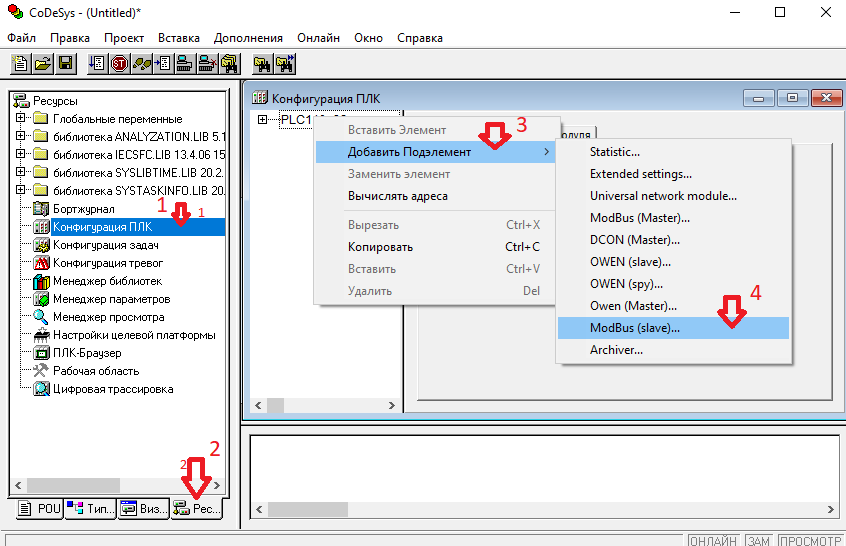 CoDeSys - (Untitled)*
Файл Правка Проект Вставка Дополнения Онлайн Окно Справка
Ресурсы
Глобальные переменные
библиотека ANALYZATION.LIB 5.1
библиотека IECSFC.LIB 13.4.06 15
библиотека SYSLIBTIME.LIB 20.2.
библиотека SYSTASKINFO.LIB 20.
Бортжурнал
1 1
Конфигурация ПЛК
Конфигурация задач
Конфигурация тревог
Менеджер библиотек
Менеджер параметров
Менеджер просмотра
Настройки целевой платформы
ПЛК-Браузер
Рабочая область
Цифровая трассировка
2 2
POU Тип... Виз... Рес...
Конфигурация ПЛК
Вставить Элемент
3
Добавить Подэлемент
Заменить элемент
Вычислять адреса
Вырезать Ctrl+X
Копировать Ctrl+C
Вставить Ctrl+V
Удалить Del
Statistic...
Extended settings...
Universal network module...
ModBus (Master)...
DCON (Master)...
OWEN (slave)...
OWEN (spy)...
Owen (Master)...
4
ModBus (slave)...
Archiver...
ОНЛАЙН ЗАМ ПРОСМОТР